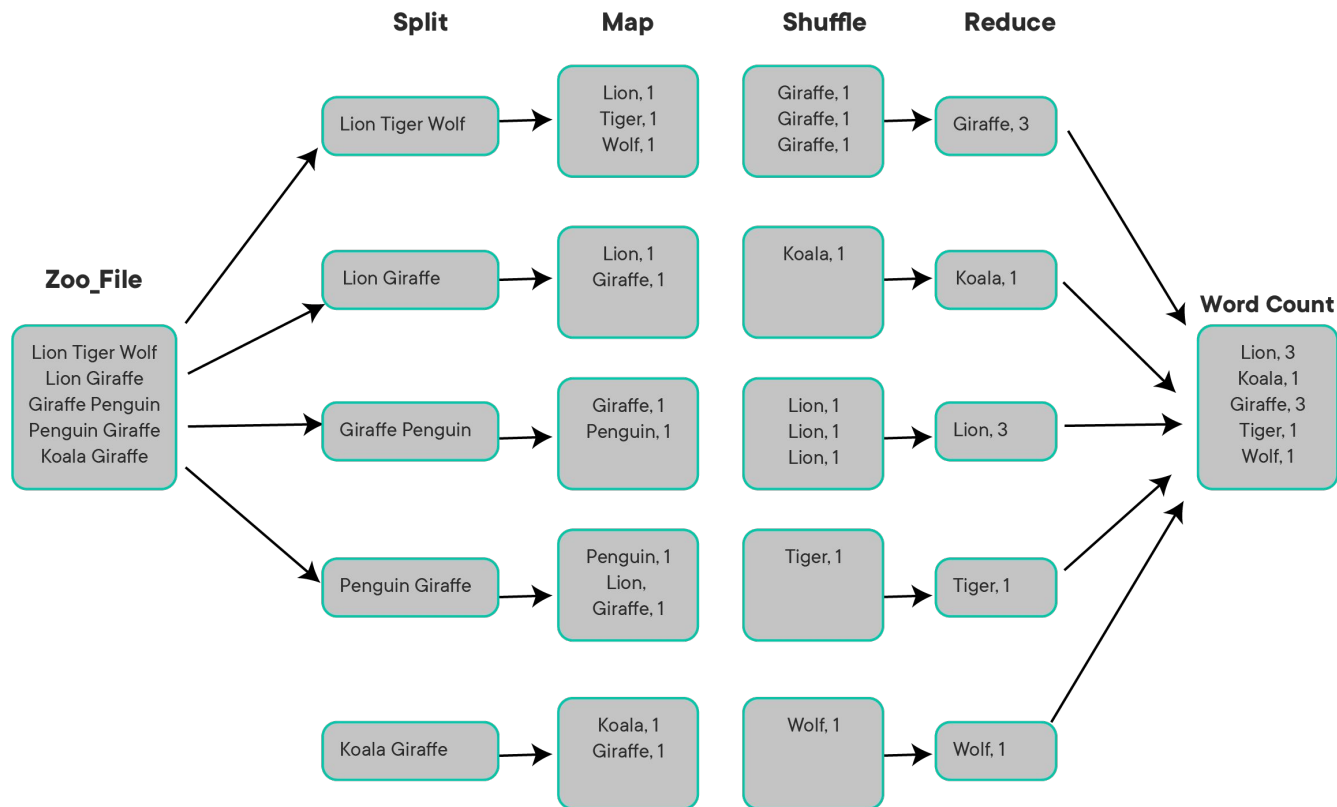 Split
Map
Shuffle
Reduce
Zoo_File
Lion Tiger Wolf
Lion Giraffe
Giraffe Penguin
Penguin Giraffe
Koala Giraffe
Lion Tiger Wolf
Lion Giraffe
Giraffe Penguin
Penguin Giraffe
Koala Giraffe
Lion, 1
Tiger, 1
Wolf, 1
Lion, 1
Giraffe, 1
Giraffe, 1
Penguin, 1
Penguin, 1
Lion,
Giraffe, 1
Koala, 1
Giraffe, 1
Giraffe, 1
Giraffe, 1
Giraffe, 1
Koala, 1
Lion, 1
Lion, 1
Lion, 1
Tiger, 1
Wolf, 1
Giraffe, 3
Koala, 1
Lion, 3
Tiger, 1
Wolf, 1
Word Count
Lion, 3
Koala, 1
Giraffe, 3
Tiger, 1
Wolf, 1